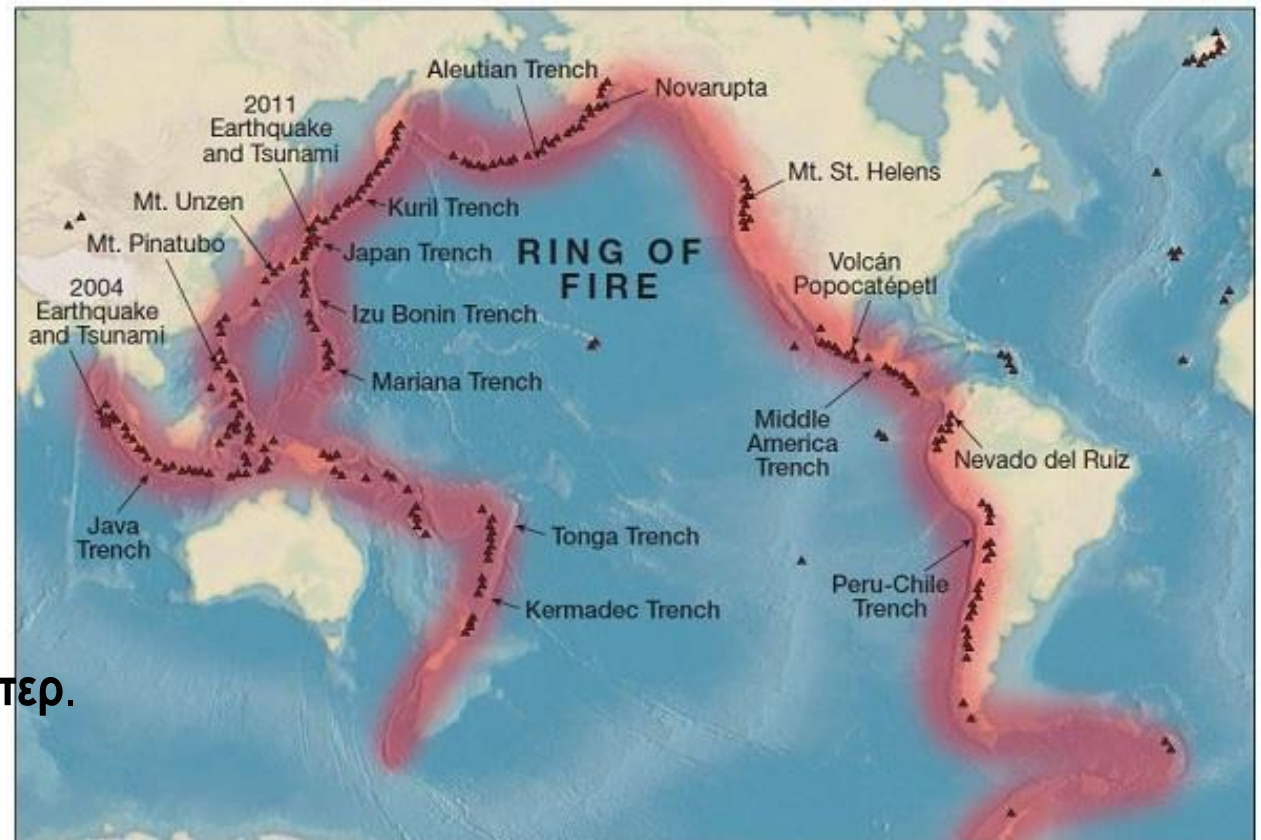 Aleutian Trench
Novarupta
2011
Earthquake
and Tsunami
Mt. St. Helens
Mt. Unzen
Kuril Trench
Mt. Pinatubo
Japan Trench
RING OF
FIRE
Volcán
Popocatépetl
2004
Earthquake
and Tsunami
Izu Bonin Trench
Mariana Trench
Middle
America
Trench
Nevado del Ruiz
Java
Trench
Tonga Trench
Peru-Chile
Trench
Kermadec Trench
περ.